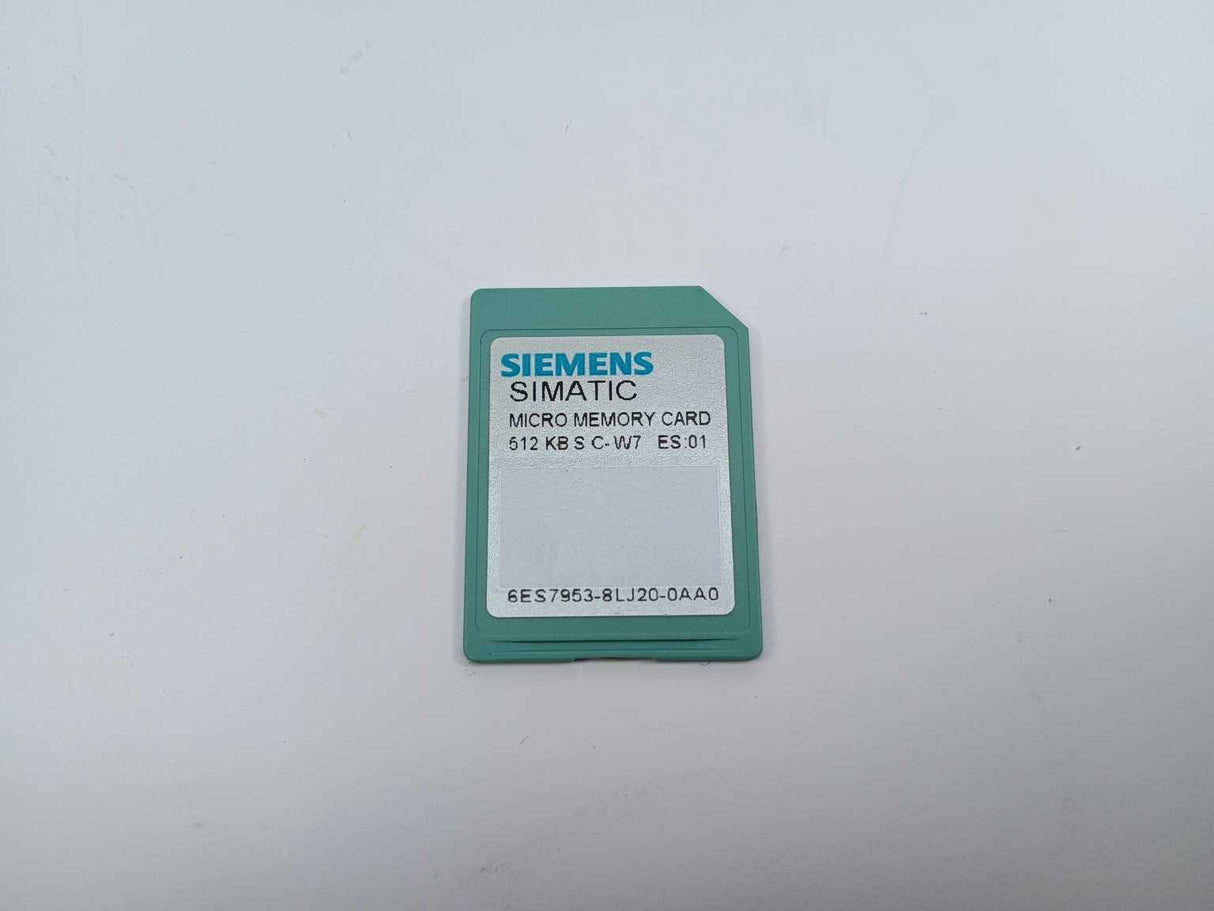 SIEMENS
SIMATIC
MICRO MEMORY CARD
512 KB S C-W7 ES:01
6ES7953-8LJ20-0AA0